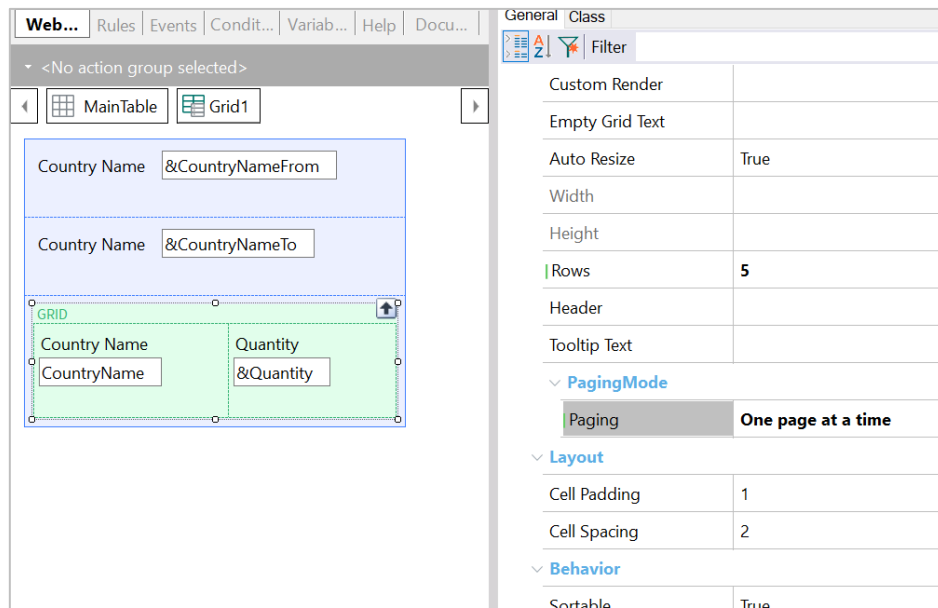 Web... Rules Events Condit... Variab... Help Docu...
<No action group selected>
MainTable Grid1
Country Name &CountryNameFrom
Country Name &CountryNameTo
GRID
Country Name Quantity
CountryName &Quantity
General Class
Filter
Custom Render
Empty Grid Text
Auto Resize True
Width
Height
Rows 5
Header
Tooltip Text
PagingMode
Paging One page at a time
Layout
Cell Padding 1
Cell Spacing 2
Behavior
Sortable True